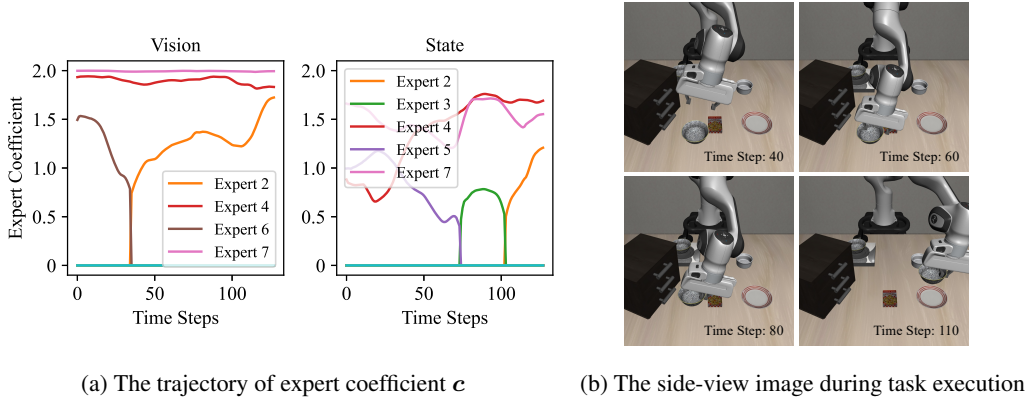 Vision
State
Expert Coefficient
2.0
1.5
1.0
0.5
0
Expert 2
Expert 4
Expert 6
Expert 7
0
50
100
Time Steps
2.0
1.5
1.0
0.5
0
Expert 2
Expert 3
Expert 4
Expert 5
Expert 7
0
50
100
Time Steps
Time Step: 40
Time Step: 60
Time Step: 80
Time Step: 110
(a) The trajectory of expert coefficient c
(b) The side-view image during task execution